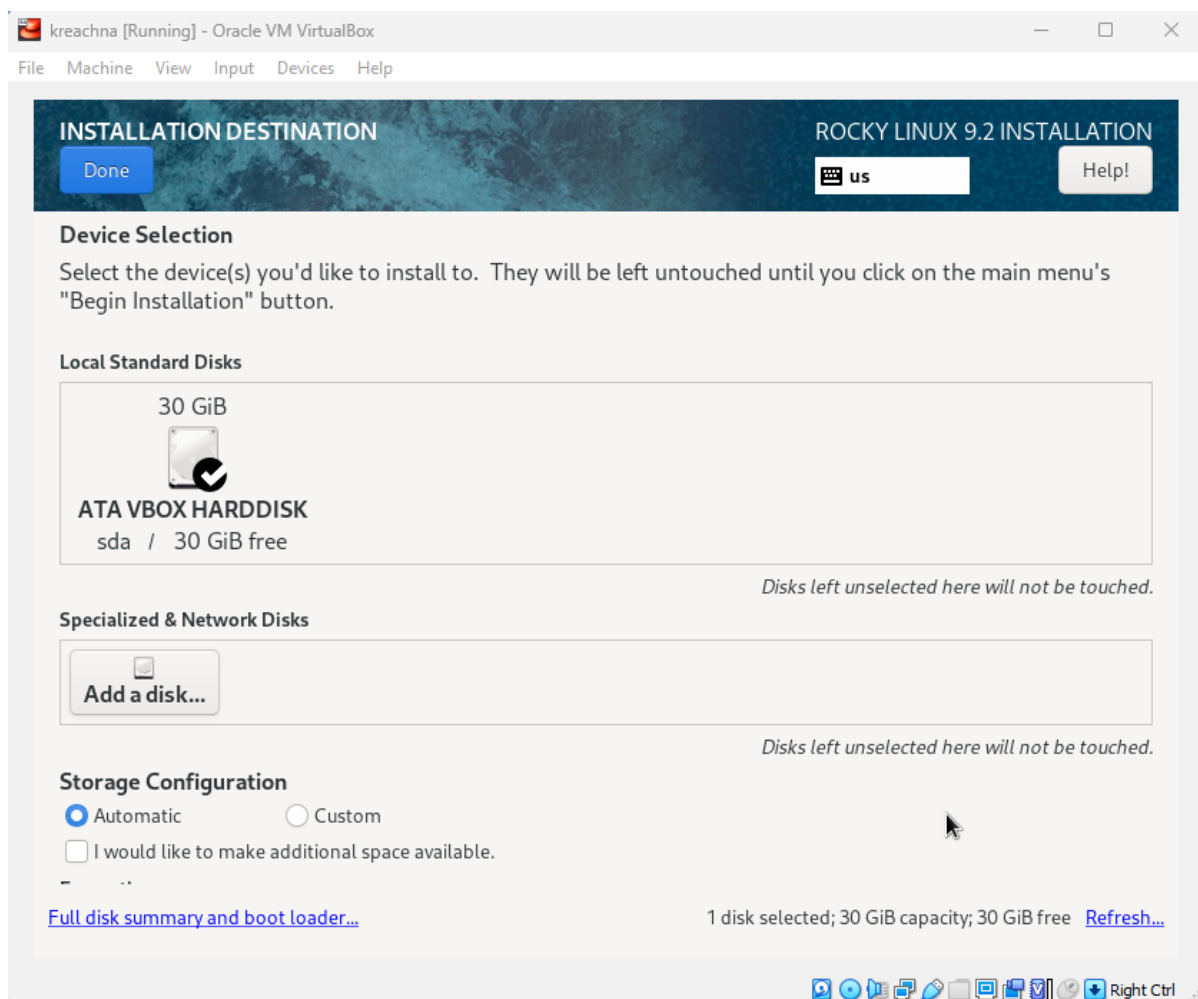 kreachna [Running] - Oracle VM VirtualBox
File Machine View Input Devices Help
INSTALLATION DESTINATION
Done
ROCKY LINUX 9.2 INSTALLATION
us
Help!
Device Selection
Select the device(s) you'd like to install to. They will be left untouched until you click on the main menu's
"Begin Installation" button.
Local Standard Disks
30 GiB
ATA VBOX HARDDISK
sda / 30 GiB free
Disks left unselected here will not be touched.
Specialized & Network Disks
Add a disk...
Disks left unselected here will not be touched.
Storage Configuration
Automatic Custom
I would like to make additional space available.
Full disk summary and boot loader...
1 disk selected; 30 GiB capacity; 30 GiB free Refresh...
Right Ctrl